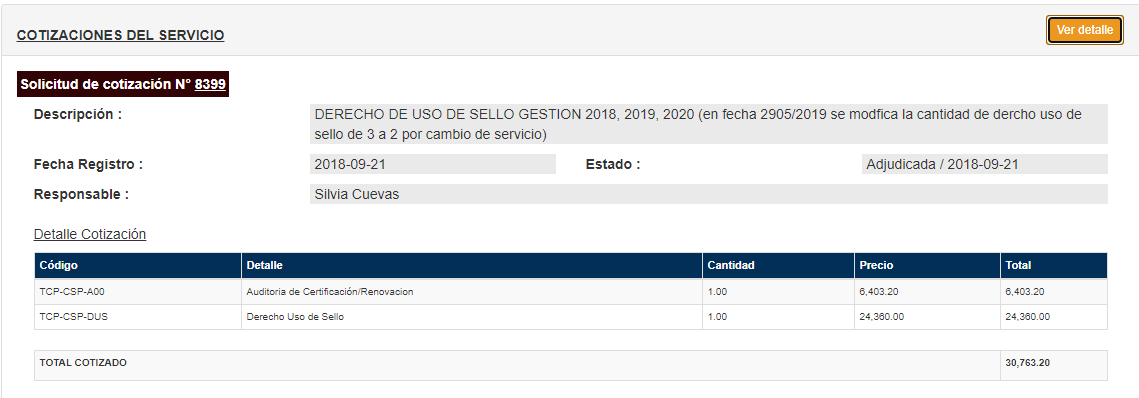 COTIZACIONES DEL SERVICIO
Ver detalle
Solicitud de cotización N° 8399
Descripción :
DERECHO DE USO DE SELLO GESTION 2018, 2019, 2020 (en fecha 2905/2019 se modfica la cantidad de dercho uso de
sello de 3 a 2 por cambio de servicio)
Fecha Registro : 2018-09-21 Estado : Adjudicada / 2018-09-21
Responsable : Silvia Cuevas
Detalle Cotización
Código Detalle Cantidad Precio Total
TCP-CSP-A00 Auditoria de Certificación/Renovacion 1.00 6,403.20 6,403.20
TCP-CSP-DUS Derecho Uso de Sello 1.00 24,360.00 24,360.00
TOTAL COTIZADO 30,763.20